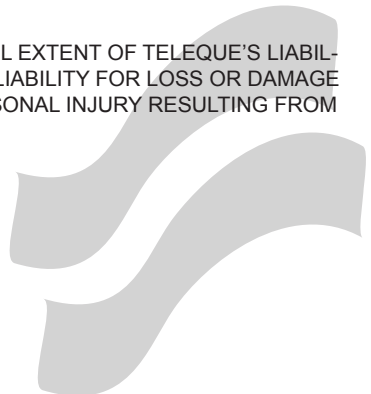 L EXTENT OF TELEQUE’S LIABIL-
LIABILITY FOR LOSS OR DAMAGE
SONAL INJURY RESULTING FROM